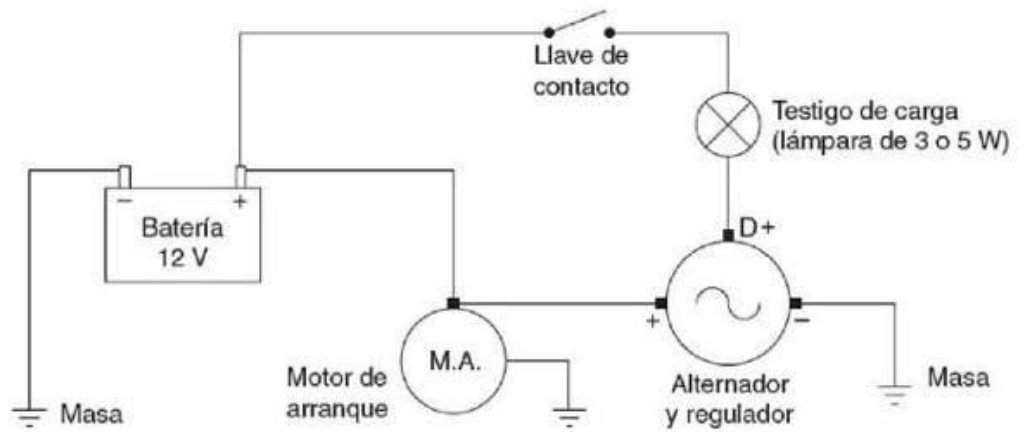 Llave de
contacto
Testigo de carga
(lámpara de 3 o 5 W)
− +
Batería
12 V
D+
+ −
M.A.
Motor de
arranque
Alternador
y regulador
Masa
Masa